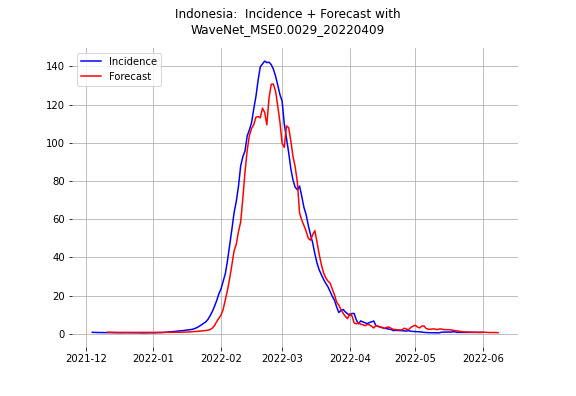 Indonesia:  Incidence + Forecast with
WaveNet_MSE0.0029_20220409
Incidence
Forecast
140
120
100
80
60
40
20
0
2021-12 2022-01 2022-02 2022-03 2022-04 2022-05 2022-06